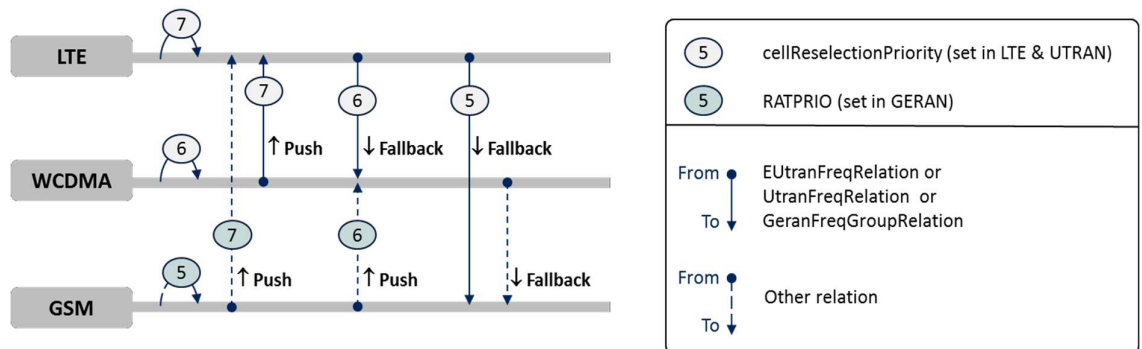 7
LTE
7
6
5
↑ Push
↓ Fallback
↓ Fallback
6
WCDMA
7
6
5
↑ Push
↑ Push
↓ Fallback
GSM
5
cellReselectionPriority (set in LTE & UTRAN)
5
RATPRIO (set in GERAN)
From
To
EUtranFreqRelation or
UtranFreqRelation or
GeranFreqGroupRelation
From
To
Other relation